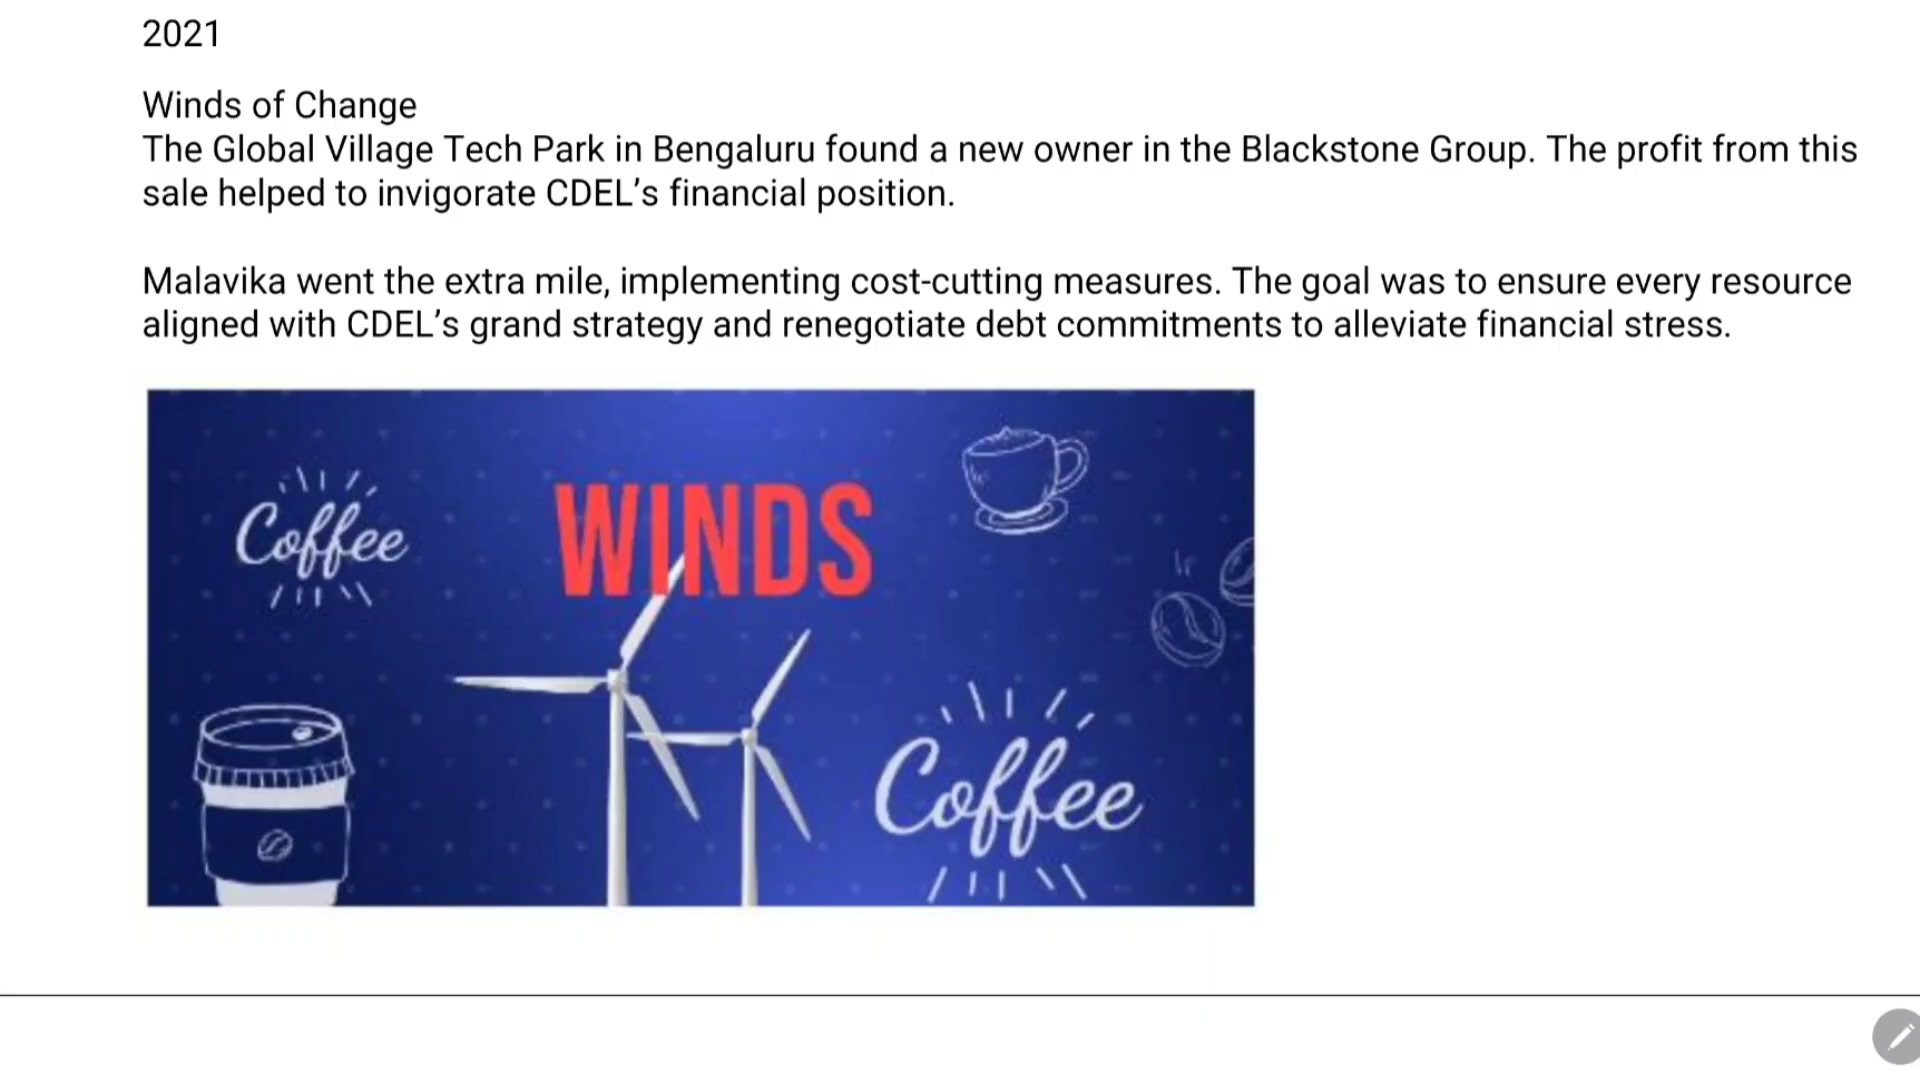 2021
Winds of Change
The Global Village Tech Park in Bengaluru found a new owner in the Blackstone Group. The profit from this
sale helped to invigorate CDEL’s financial position.
Malavika went the extra mile, implementing cost-cutting measures. The goal was to ensure every resource
aligned with CDEL’s grand strategy and renegotiate debt commitments to alleviate financial stress.
WINDS
Coffee
Coffee